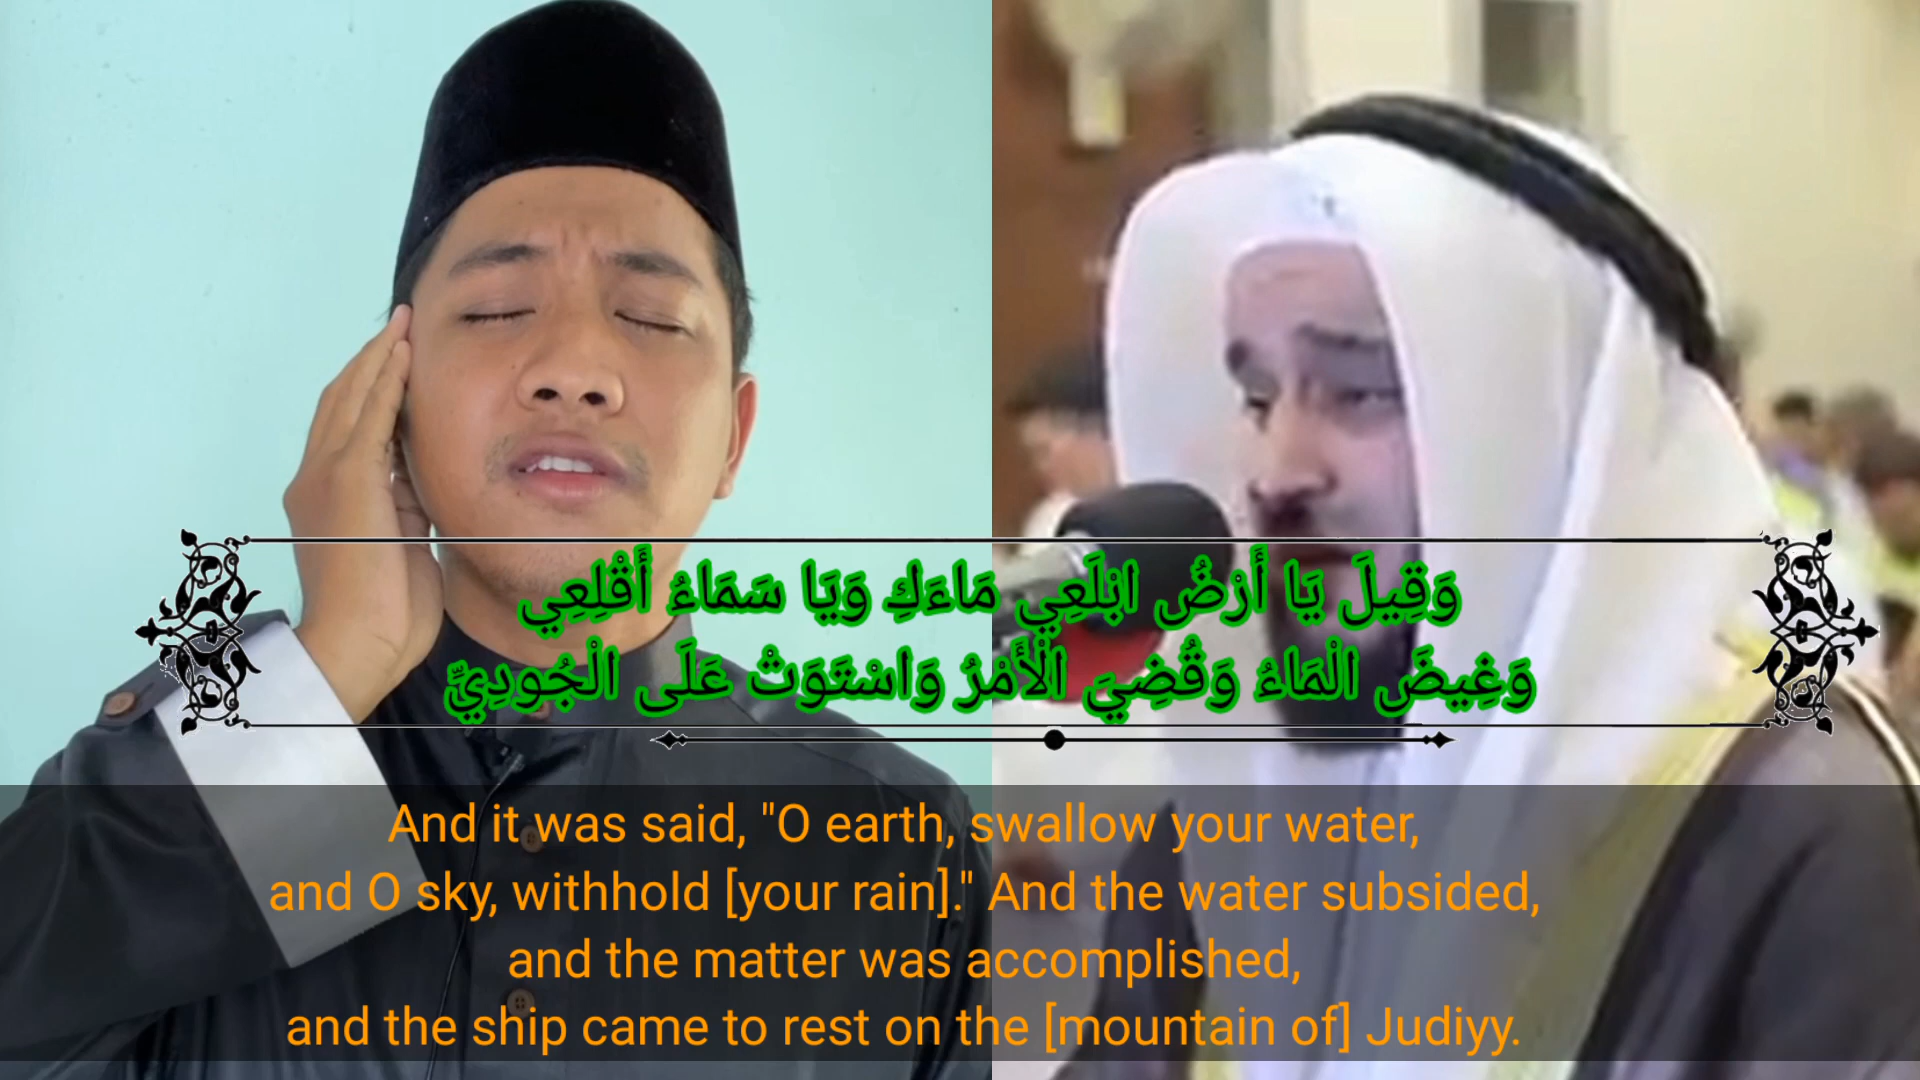 وَقِيلَ يَا أَرْضُ ابْلَعِي مَاءَكِ وَيَا سَمَاءُ أَقْلِعِي
وَغِيضَ الْمَاءُ وَقُضِيَ الْأَمْرُ وَاسْتَوَتْ عَلَى الْجُودِيِّ
And it was said, "O earth, swallow your water,
and O sky, withhold [your rain]." And the water subsided,
and the matter was accomplished,
and the ship came to rest on the [mountain of] Judiyy.